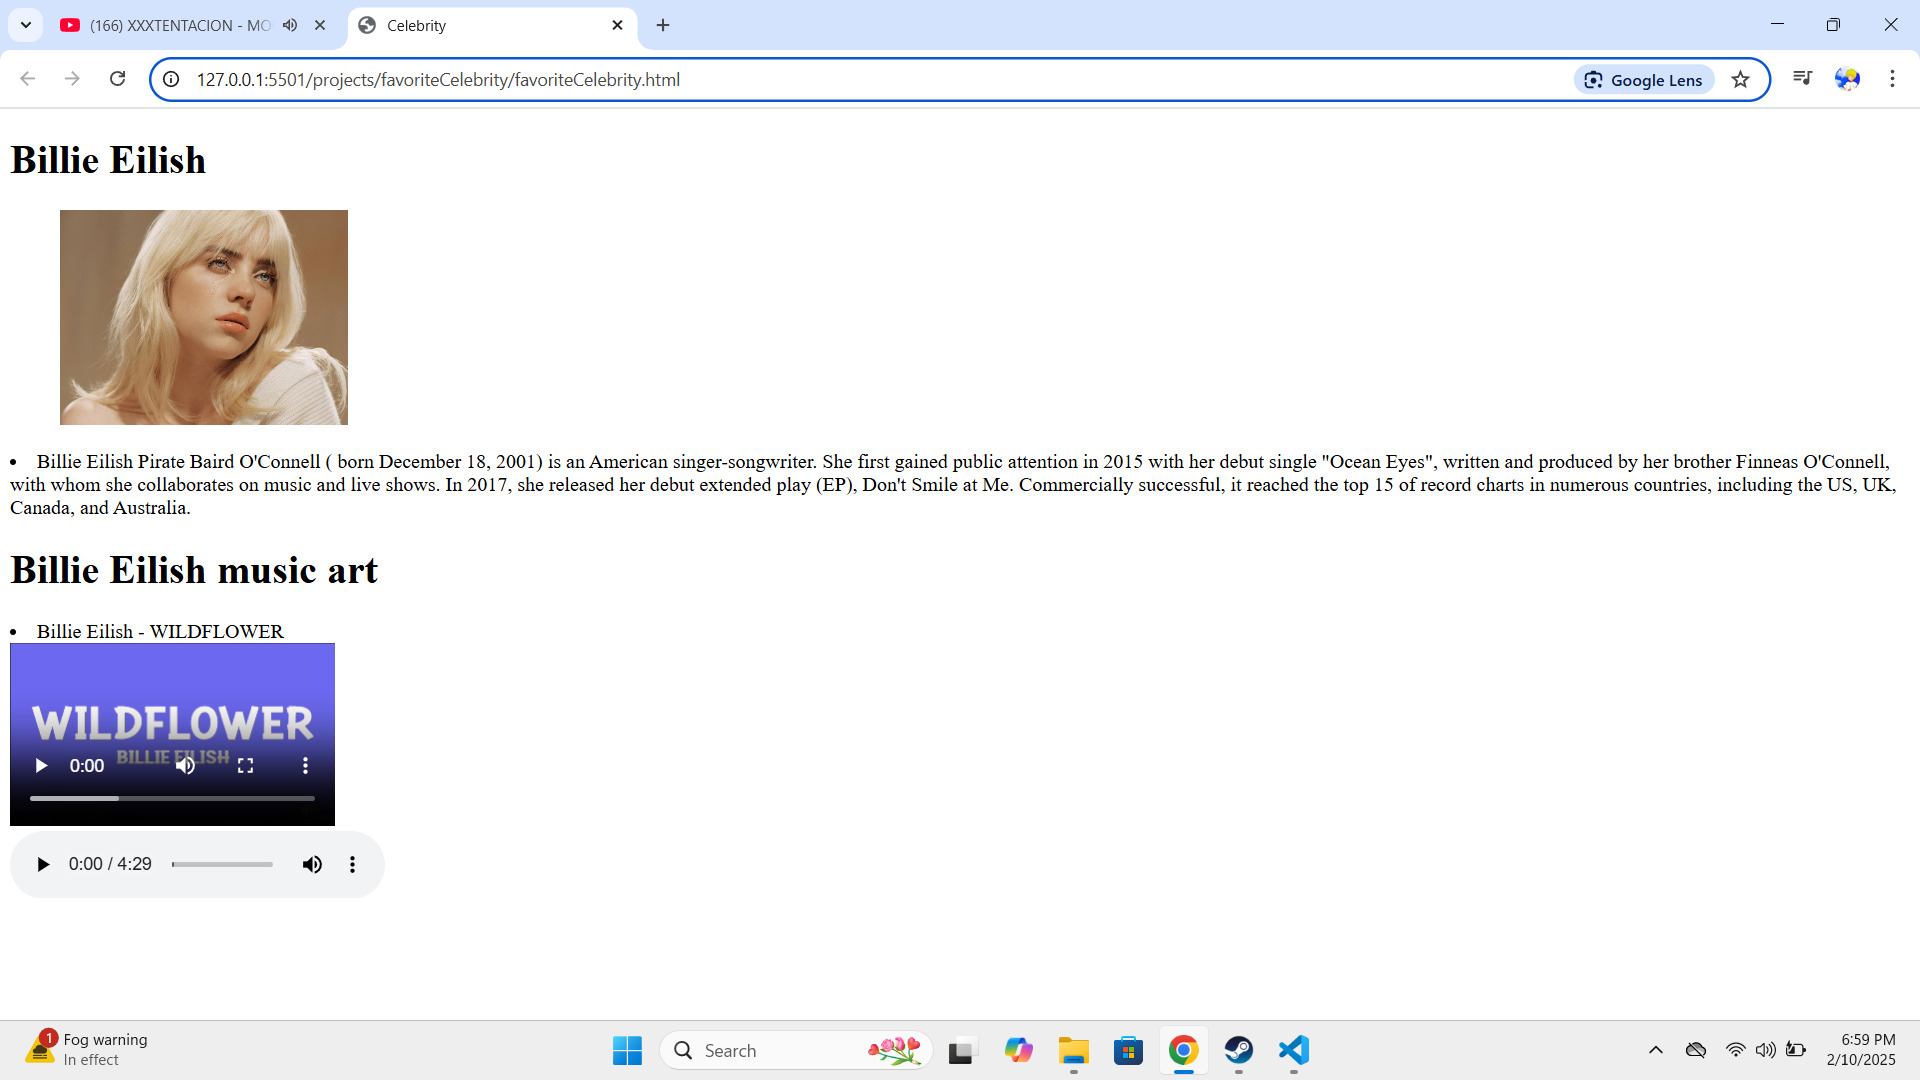 (166) XXXTENTACION - MO
Celebrity
127.0.0.1:5501/projects/favoriteCelebrity/favoriteCelebrity.html
Google Lens
Billie Eilish
• Billie Eilish Pirate Baird O'Connell ( born December 18, 2001) is an American singer-songwriter. She first gained public attention in 2015 with her debut single "Ocean Eyes", written and produced by her brother Finneas O'Connell,
with whom she collaborates on music and live shows. In 2017, she released her debut extended play (EP), Don't Smile at Me. Commercially successful, it reached the top 15 of record charts in numerous countries, including the US, UK,
Canada, and Australia.
Billie Eilish music art
• Billie Eilish - WILDFLOWER
WILDFLOWER
BILLIE EILISH
0:00
0:00 / 4:29
1
Fog warning
In effect
Search
6:59 PM
2/10/2025